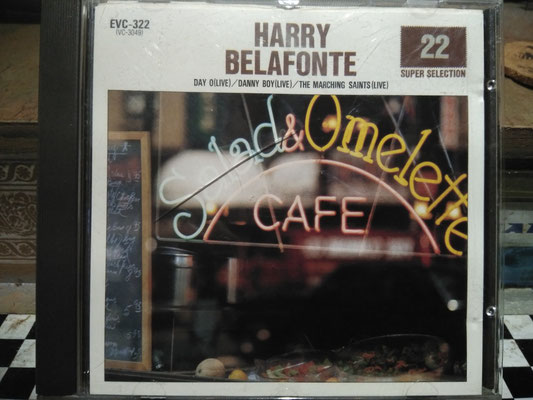 EVC-322
(VC-3049)
HARRY
BELAFONTE
22
SUPER SELECTION
DAY O(LIVE)/DANNY BOY(LIVE)/THE MARCHING SAINTS(LIVE)
Salad & Omelette
CAFE